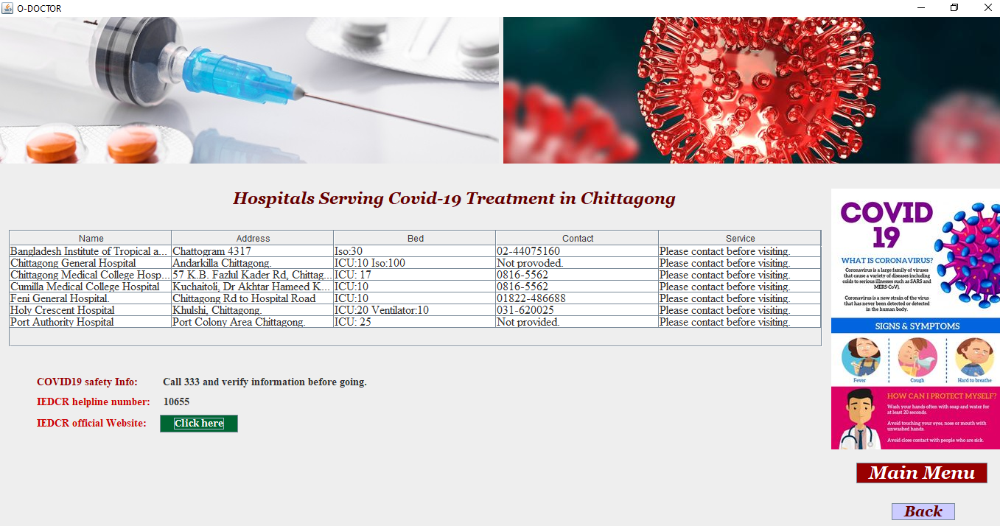 O-DOCTOR
Hospitals Serving Covid-19 Treatment in Chittagong
Name Address Bed Contact Service
Bangladesh Institute of Tropical a... Chattogram 4317 Iso:30 02-44075160 Please contact before visiting.
Chittagong General Hospital Andarkilla Chittagong. ICU:10 Iso:100 Not provoded. Please contact before visiting.
Chittagong Medical College Hosp... 57 K.B. Fazlul Kader Rd, Chittag... ICU: 17 0816-5562 Please contact before visiting.
Cumilla Medical College Hospital Kuchaitoli, Dr Akhtar Hameed K... ICU:10 0816-5562 Please contact before visiting.
Feni General Hospital. Chittagong Rd to Hospital Road ICU:10 01822-486688 Please contact before visiting.
Holy Crescent Hospital Khulshi, Chittagong. ICU:20 Ventilator:10 031-620025 Please contact before visiting.
Port Authority Hospital Port Colony Area Chittagong. ICU: 25 Not provided. Please contact before visiting.
COVID19 safety Info: Call 333 and verify information before going.
IEDCR helpline number: 10655
IEDCR official Website: Click here
COVID
19
WHAT IS CORONAVIRUS?
Coronavirus is a large family of viruses
that cause a variety of diseases including
colds to serious illnesses such as SARS and
MERS-CoV).
Coronavirus is a new strain of the virus
that has never been detected or detected
in the human body.
SIGNS & SYMPTOMS
Fever Cough Hard to breathe
HOW CAN I PROTECT MYSELF?
Wash your hands often with soap and water for
at least 20 seconds.
Avoid touching your eyes, nose or mouth with
unwashed hands.
Avoid close contact with people who are sick.
Main Menu
Back